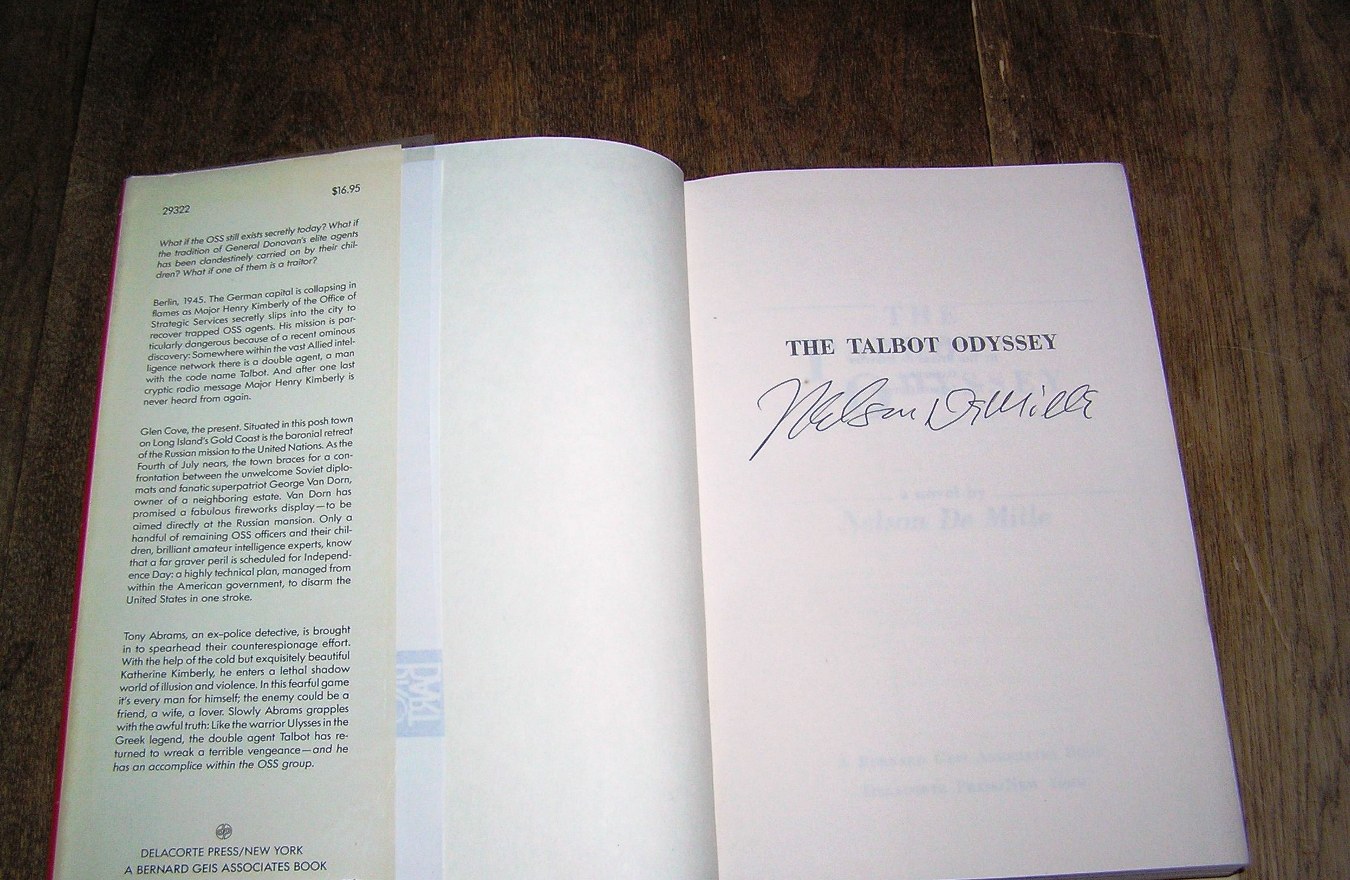 $16.95
29322
What if the OSS still exists secretly today? What if
the tradition of General Donovan's elite agents
has been clandestinely carried on by their chil-
dren? What if one of them is a traitor?
Berlin, 1945. The German capital is collapsing in
flames as Major Henry Kimberly of the Office of
Strategic Services secretly slips into the city to
recover trapped OSS agents. His mission is par-
ticularly dangerous because of a recent ominous
discovery: Somewhere within the vast Allied intel-
ligence network there is a double agent, a man
with the code name Talbot. And after one last
cryptic radio message Major Henry Kimberly is
never heard from again.
Glen Cove, the present. Situated in this posh town
on Long Island's Gold Coast is the baronial retreat
of the Russian mission to the United Nations. As the
Fourth of July nears, the town braces for a con-
frontation between the unwelcome Soviet diplo-
mats and fanatic superpatriot George Van Dorn,
owner of a neighboring estate. Van Dorn has
promised a fabulous fireworks display—to be
aimed directly at the Russian mansion. Only a
handful of remaining OSS officers and their chil-
dren, brilliant amateur intelligence experts, know
that a far graver peril is scheduled for Independ-
ence Day: a highly technical plan, managed from
within the American government, to disarm the
United States in one stroke.
Tony Abrams, an ex-police detective, is brought
in to spearhead their counterespionage effort.
With the help of the cold but exquisitely beautiful
Katherine Kimberly, he enters a lethal shadow
world of illusion and violence. In this fearful game
it's every man for himself; the enemy could be a
friend, a wife, a lover. Slowly Abrams grapples
with the awful truth: Like the warrior Ulysses in the
Greek legend, the double agent Talbot has re-
turned to wreak a terrible vengeance—and he
has an accomplice within the OSS group.
DELACORTE PRESS/NEW YORK
A BERNARD GEIS ASSOCIATES BOOK
THE TALBOT ODYSSEY
Nelson DeMille
THE
a novel by
Nelson De Mille